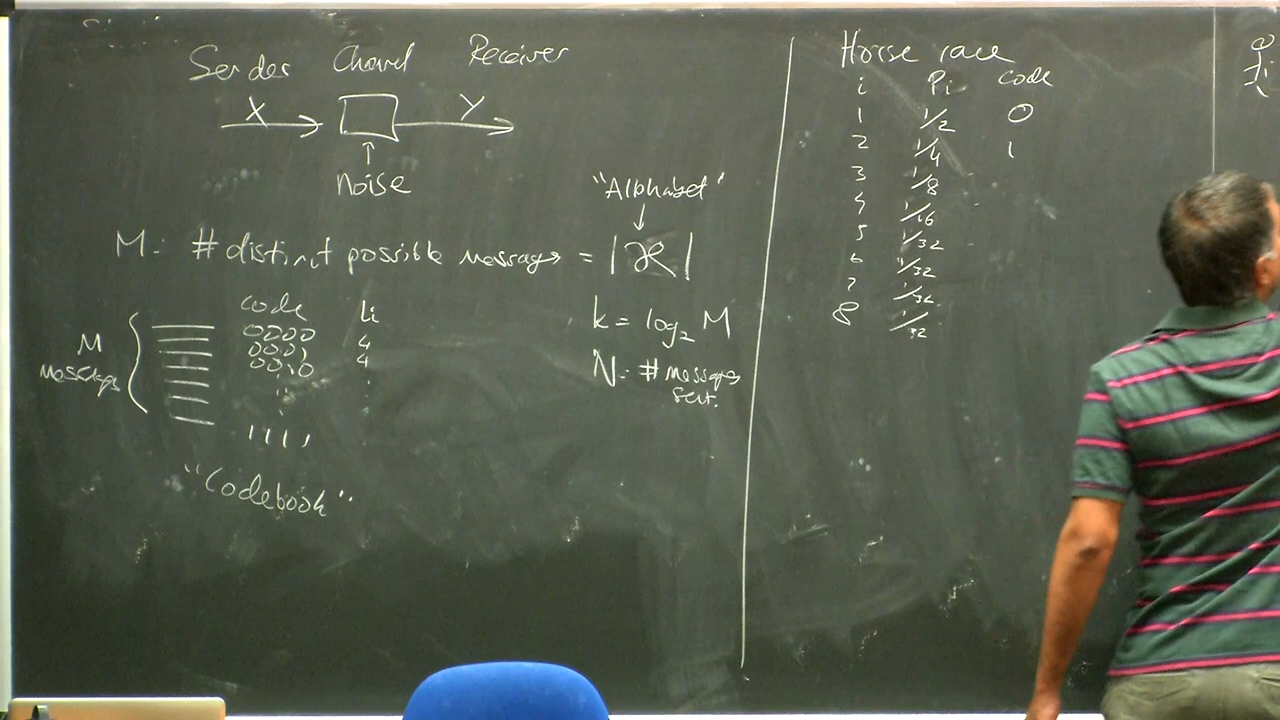 Sender Channel Receiver
X Y
noise
"Alphabet"
M: # distinct possible messages = |𝒳|
code Li
0000 4
0001 4
0010
M
messages
1111
"Codebook"
k = log₂ M
N: # messages
sent.
Horse race
i Pi code
1 1/2 0
2 1/4 1
3 1/8
4 1/16
5 1/32
6 1/32
7 1/32
8 1/32